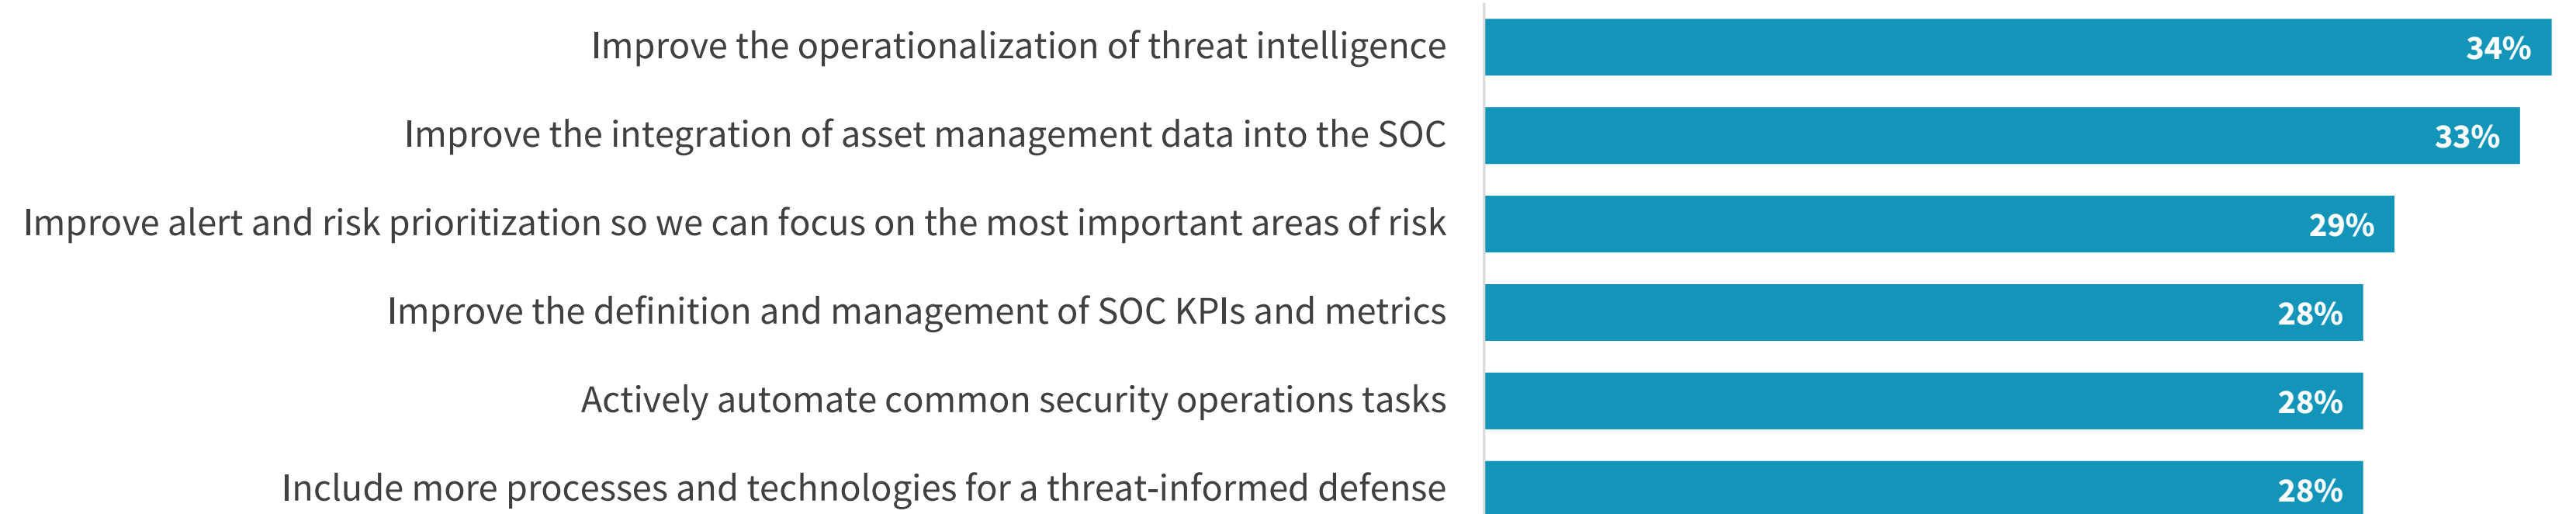 Improve the operationalization of threat intelligence 34%
Improve the integration of asset management data into the SOC 33%
Improve alert and risk prioritization so we can focus on the most important areas of risk 29%
Improve the definition and management of SOC KPIs and metrics 28%
Actively automate common security operations tasks 28%
Include more processes and technologies for a threat-informed defense 28%